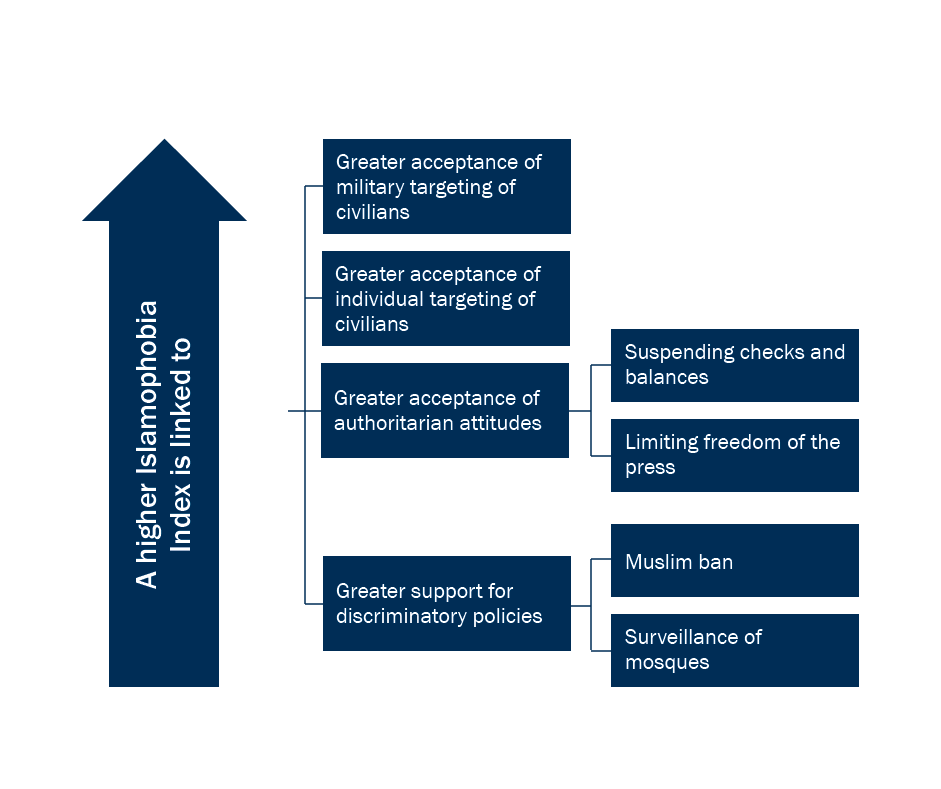 A higher Islamophobia
Index is linked to
Greater acceptance of
military targeting of
civilians
Greater acceptance of
individual targeting of
civilians
Greater acceptance of
authoritarian attitudes
Suspending checks and
balances
Limiting freedom of the
press
Greater support for
discriminatory policies
Muslim ban
Surveillance of
mosques